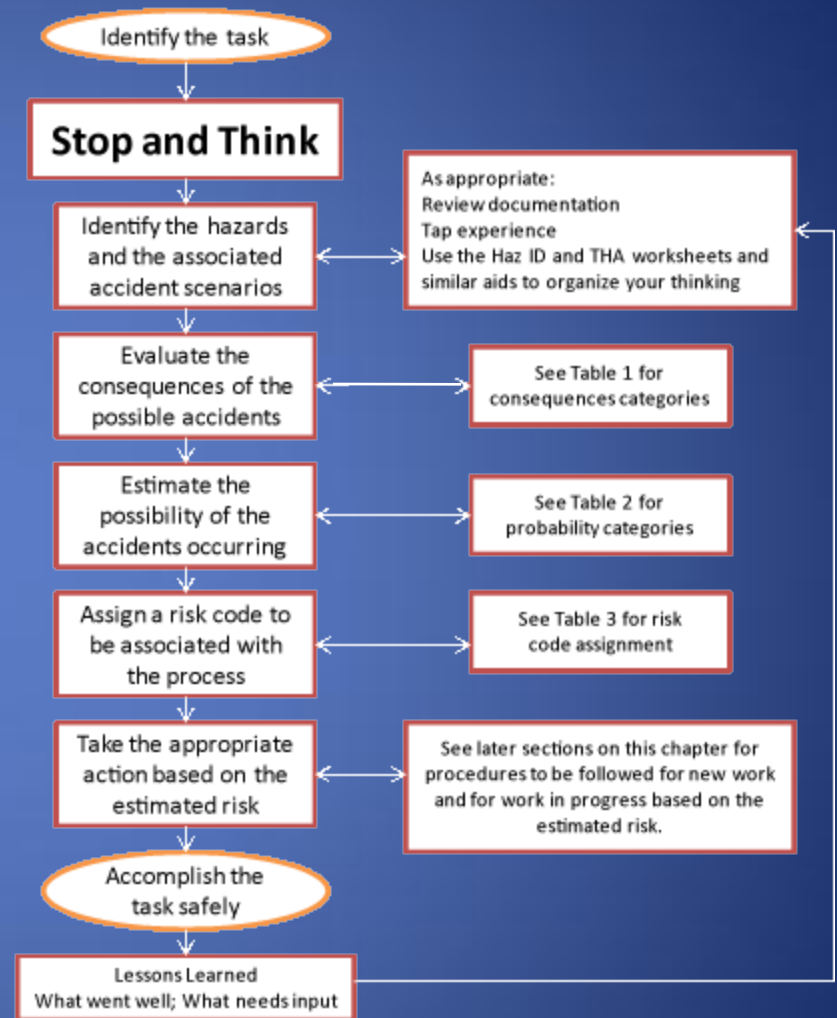 Identify the task
Stop and Think
Identify the hazards
and the associated
accident scenarios
As appropriate:
Review documentation
Tap experience
Use the Haz ID and THA worksheets and
similar aids to organize your thinking
Evaluate the
consequences of the
possible accidents
See Table 1 for
consequences categories
Estimate the
possibility of the
accidents occurring
See Table 2 for
probability categories
Assign a risk code to
be associated with
the process
See Table 3 for risk
code assignment
Take the appropriate
action based on the
estimated risk
See later sections on this chapter for
procedures to be followed for new work
and for work in progress based on the
estimated risk.
Accomplish the
task safely
Lessons Learned
What went well; What needs input